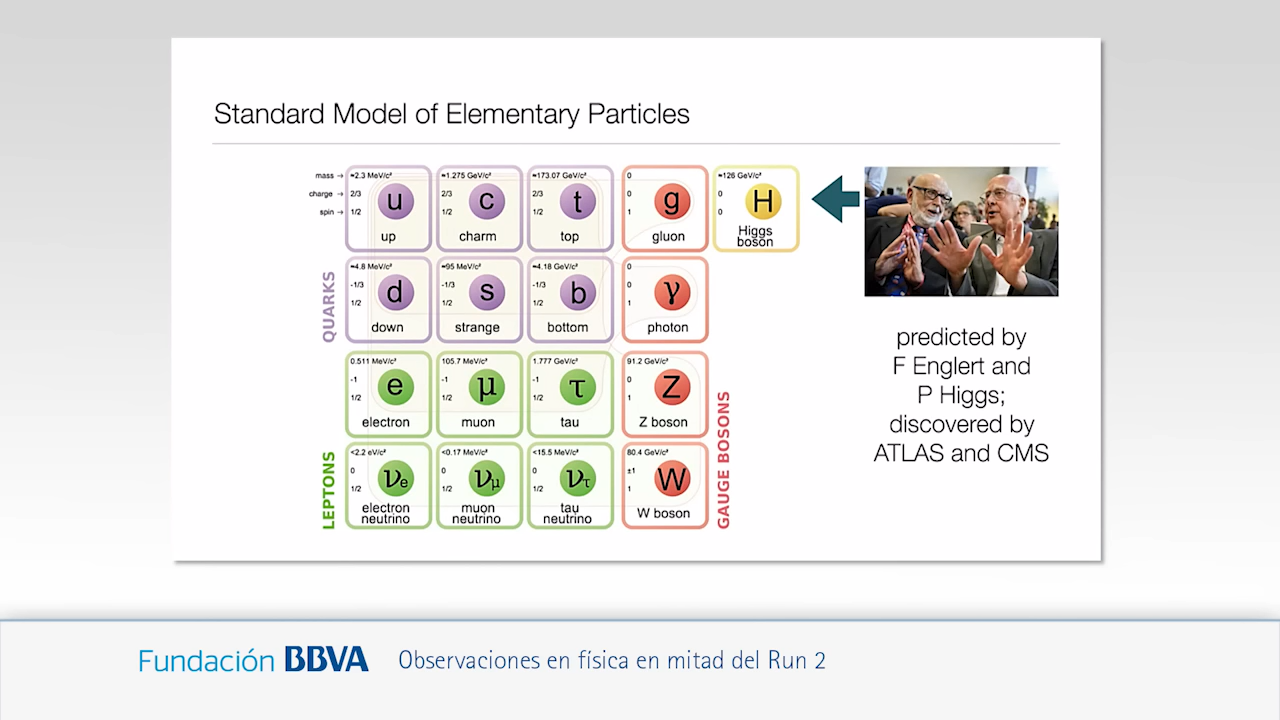 Standard Model of Elementary Particles
mass → ≈2.3 MeV/c² ≈1.275 GeV/c² ≈173.07 GeV/c² 0 ≈126 GeV/c²
charge → 2/3 2/3 2/3 0 0
spin → 1/2 1/2 1/2 1 0
u c t g H
up charm top gluon Higgs
boson
QUARKS
≈4.8 MeV/c² ≈95 MeV/c² ≈4.18 GeV/c² 0
-1/3 -1/3 -1/3 0
1/2 1/2 1/2 1
d s b γ
down strange bottom photon
0.511 MeV/c² 105.7 MeV/c² 1.777 GeV/c² 91.2 GeV/c²
-1 -1 -1 0
1/2 1/2 1/2 1
e μ τ Z
electron muon tau Z boson
LEPTONS
<2.2 eV/c² <0.17 MeV/c² <15.5 MeV/c² 80.4 GeV/c²
0 0 0 ±1
1/2 1/2 1/2 1
νe νμ ντ W
electron muon tau W boson
neutrino neutrino neutrino
GAUGE BOSONS
predicted by
F Englert and
P Higgs;
discovered by
ATLAS and CMS
Fundación BBVA Observaciones en física en mitad del Run 2